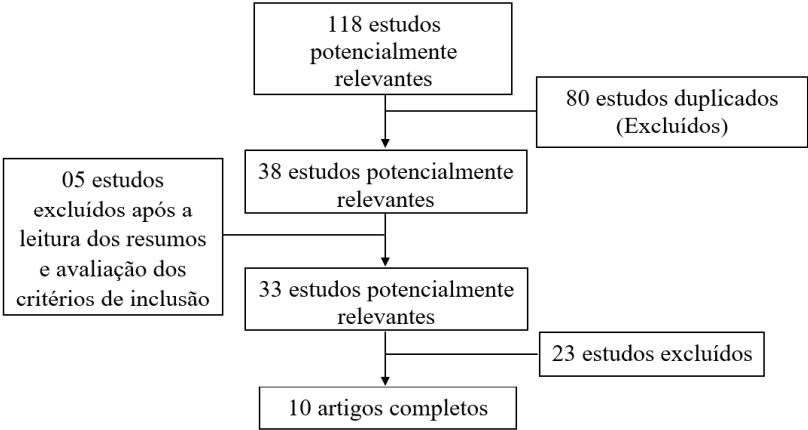 118 estudos
potencialmente
relevantes
80 estudos duplicados
(Excluídos)
38 estudos potencialmente
relevantes
05 estudos
excluídos após a
leitura dos resumos
e avaliação dos
critérios de inclusão
33 estudos potencialmente
relevantes
23 estudos excluídos
10 artigos completos